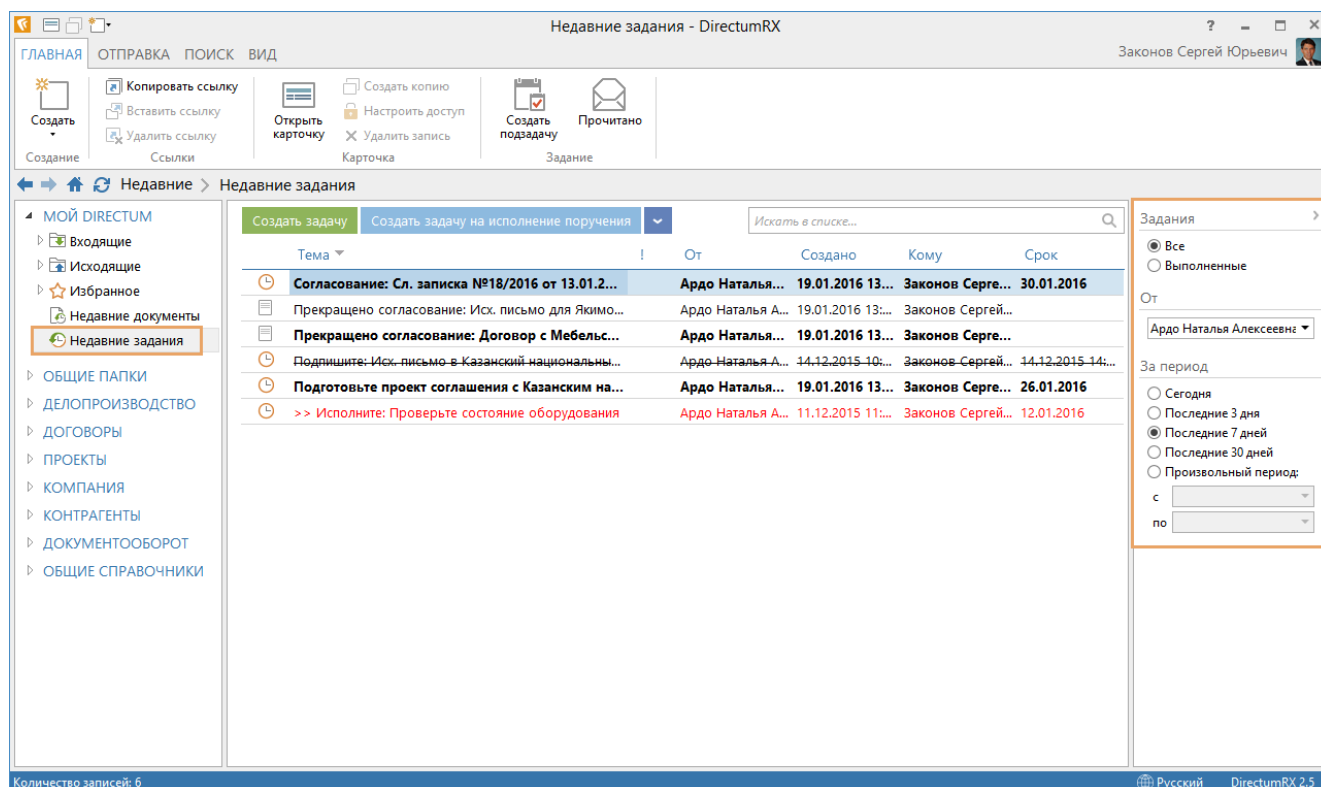 Недавние задания - DirectumRX
ГЛАВНАЯ ОТПРАВКА ПОИСК ВИД
Законов Сергей Юрьевич
Создать
Копировать ссылку
Вставить ссылку
Удалить ссылку
Открыть карточку
Создать копию
Настроить доступ
Удалить запись
Создать подзадачу
Прочитано
Создание Ссылки Карточка Задание
Недавние > Недавние задания
МОЙ DIRECTUM
Входящие
Исходящие
Избранное
Недавние документы
Недавние задания
ОБЩИЕ ПАПКИ
ДЕЛОПРОИЗВОДСТВО
ДОГОВОРЫ
ПРОЕКТЫ
КОМПАНИЯ
КОНТРАГЕНТЫ
ДОКУМЕНТООБОРОТ
ОБЩИЕ СПРАВОЧНИКИ
Создать задачу Создать задачу на исполнение поручения Искать в списке...
Тема ! От Создано Кому Срок
Согласование: Сл. записка №18/2016 от 13.01.2... Ардо Наталья... 19.01.2016 13... Законов Серге... 30.01.2016
Прекращено согласование: Исх. письмо для Якимо... Ардо Наталья А... 19.01.2016 13:... Законов Сергей...
Прекращено согласование: Договор с Мебельс... Ардо Наталья... 19.01.2016 13... Законов Серге...
Подпишите: Исх. письмо в Казанский национальны... Ардо Наталья А... 14.12.2015 10:... Законов Сергей... 14.12.2015 14:...
Подготовьте проект соглашения с Казанским на... Ардо Наталья... 19.01.2016 13... Законов Серге... 26.01.2016
>> Исполните: Проверьте состояние оборудования Ардо Наталья А... 11.12.2015 11:... Законов Сергей... 12.01.2016
Задания
Все
Выполненные
От
Ардо Наталья Алексеевна
За период
Сегодня
Последние 3 дня
Последние 7 дней
Последние 30 дней
Произвольный период:
с
по
Количество записей: 6
Русский DirectumRX 2.5